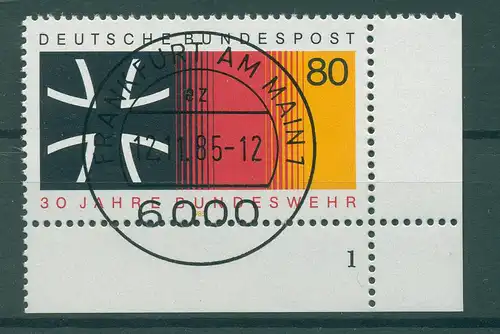 DEUTSCHE BUNDESPOST
80
FRANKFURT AM MAIN 1
ez
12.11.85-12
6000
30 JAHRE BUNDESWEHR
1